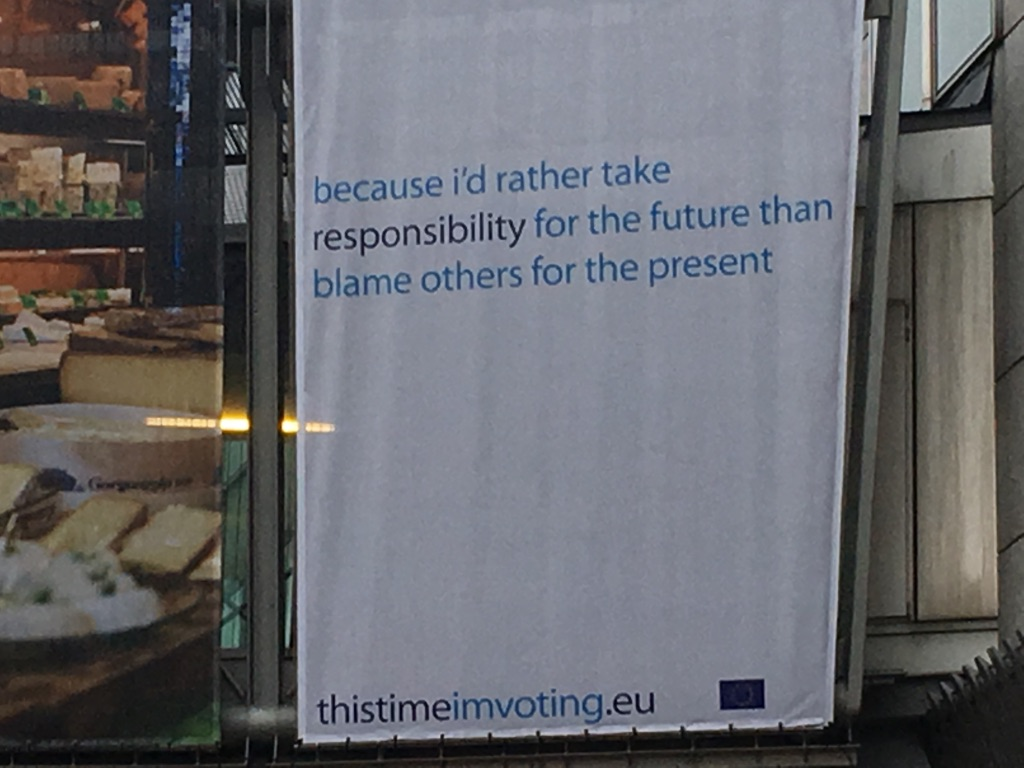 because i'd rather take
responsibility for the future than
blame others for the present
thistimeimvoting.eu